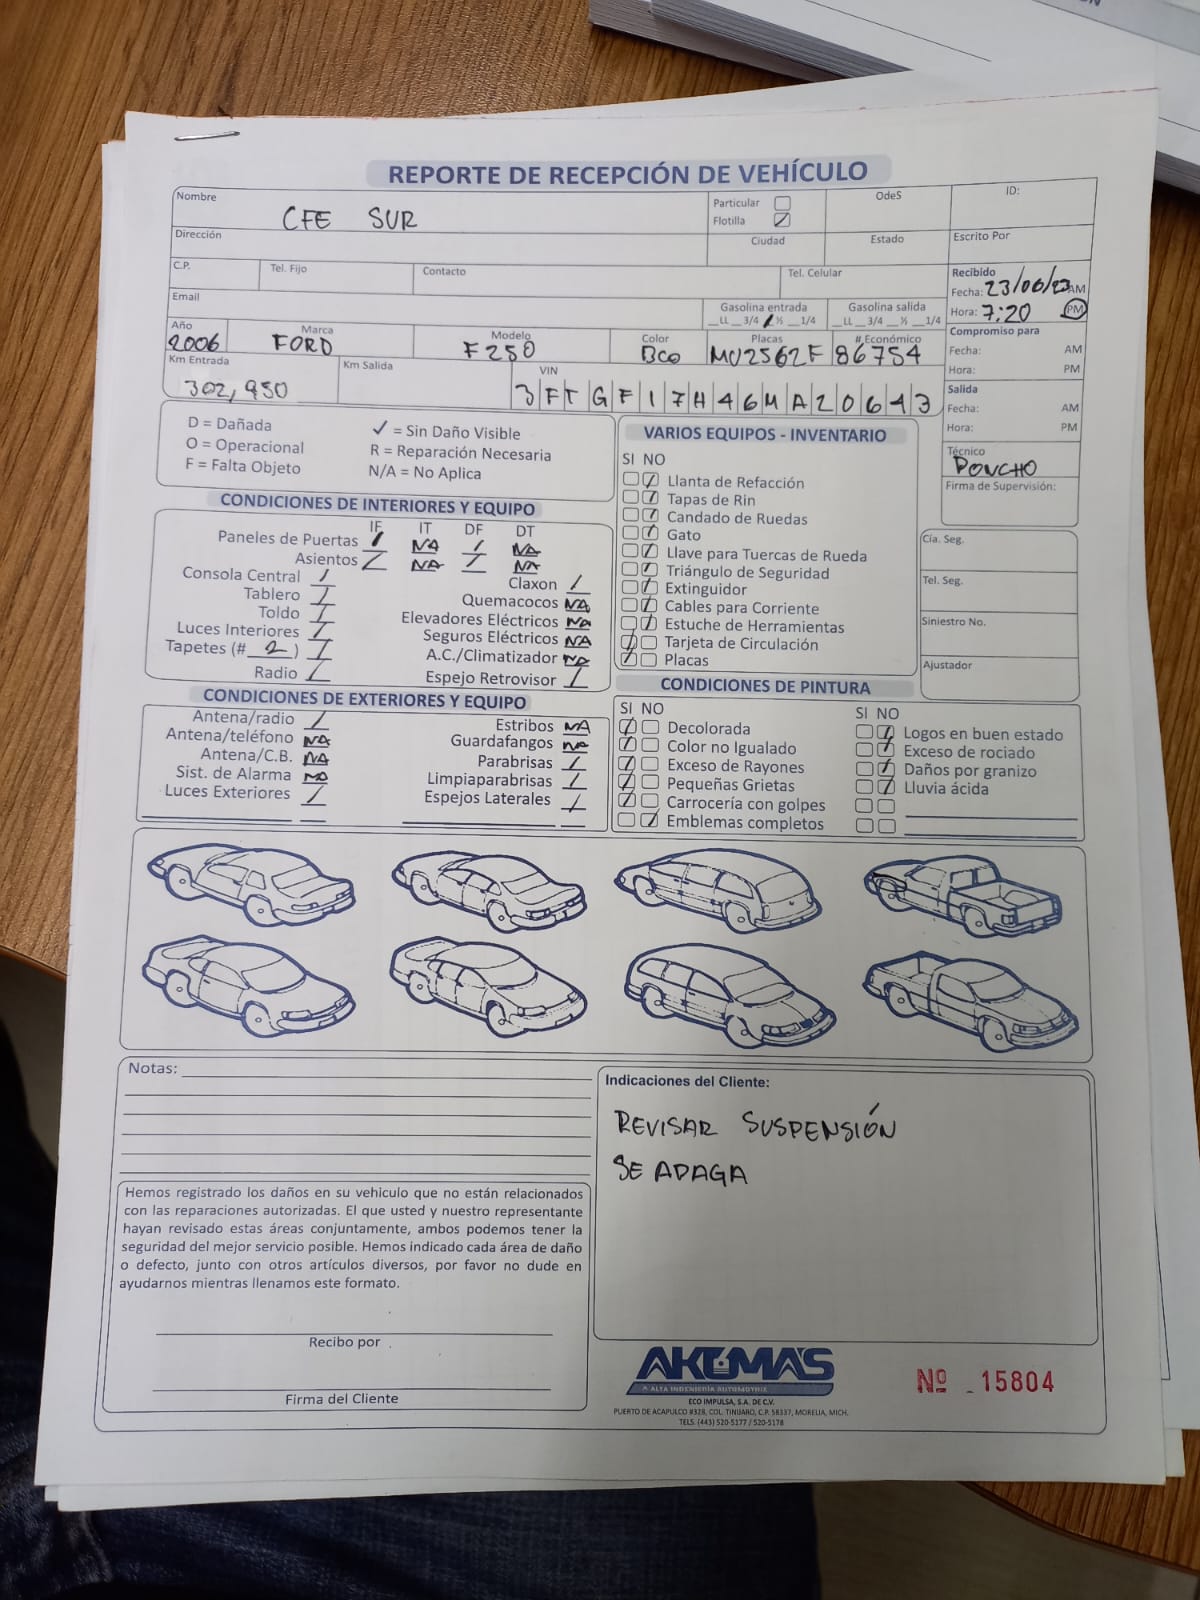 REPORTE DE RECEPCIÓN DE VEHÍCULO
Nombre
CFE SUR
Particular
Flotilla
OdeS
ID:
Dirección
Ciudad
Estado
Escrito Por
C.P.
Tel. Fijo
Contacto
Tel. Celular
Recibido
Fecha: 23/06/23 AM
Hora: 7:20 PM
Email
Gasolina entrada
LL 3/4 ½ 1/4
Gasolina salida
LL 3/4 ½ 1/4
Año
2006
Marca
FORD
Modelo
F250
Color
Bco
Placas
MU2562F
# Económico
86754
Compromiso para
Fecha: AM
Hora: PM
Km Entrada
302,950
Km Salida
VIN
3FTGF17H46MA20643
Salida
Fecha: AM
Hora: PM
Técnico
PONCHO
Firma de Supervisión:
D = Dañada
O = Operacional
F = Falta Objeto
✓ = Sin Daño Visible
R = Reparación Necesaria
N/A = No Aplica
CONDICIONES DE INTERIORES Y EQUIPO
IF IT DF DT
Paneles de Puertas / NA / NA
Asientos / NA / NA
Consola Central /
Tablero /
Toldo /
Luces Interiores /
Tapetes (# 2 ) /
Radio /
Claxon /
Quemacocos NA
Elevadores Eléctricos NA
Seguros Eléctricos NA
A.C./Climatizador NA
Espejo Retrovisor /
VARIOS EQUIPOS - INVENTARIO
SI NO
Llanta de Refacción
Tapas de Rin
Candado de Ruedas
Gato
Llave para Tuercas de Rueda
Triángulo de Seguridad
Extinguidor
Cables para Corriente
Estuche de Herramientas
Tarjeta de Circulación
Placas
Cía. Seg.
Tel. Seg.
Siniestro No.
Ajustador
CONDICIONES DE EXTERIORES Y EQUIPO
Antena/radio /
Antena/teléfono NA
Antena/C.B. NA
Sist. de Alarma NA
Luces Exteriores /
Estribos NA
Guardafangos NA
Parabrisas /
Limpiaparabrisas /
Espejos Laterales /
CONDICIONES DE PINTURA
SI NO
Decolorada
Color no Igualado
Exceso de Rayones
Pequeñas Grietas
Carrocería con golpes
Emblemas completos
SI NO
Logos en buen estado
Exceso de rociado
Daños por granizo
Lluvia ácida
Notas:
Indicaciones del Cliente:
REVISAR SUSPENSIÓN
SE APAGA
Hemos registrado los daños en su vehiculo que no están relacionados
con las reparaciones autorizadas. El que usted y nuestro representante
hayan revisado estas áreas conjuntamente, ambos podemos tener la
seguridad del mejor servicio posible. Hemos indicado cada área de daño
o defecto, junto con otros artículos diversos, por favor no dude en
ayudarnos mientras llenamos este formato.
Recibo por
Firma del Cliente
AKUMA'S
ALTA INGENIERÍA AUTOMOTRIZ
ECO IMPULSA, S.A. DE C.V.
PUERTO DE ACAPULCO #328, COL. TINIJARO, C.P. 58337, MORELIA, MICH.
TELS. (443) 520-5177 / 520-5178
Nº 15804